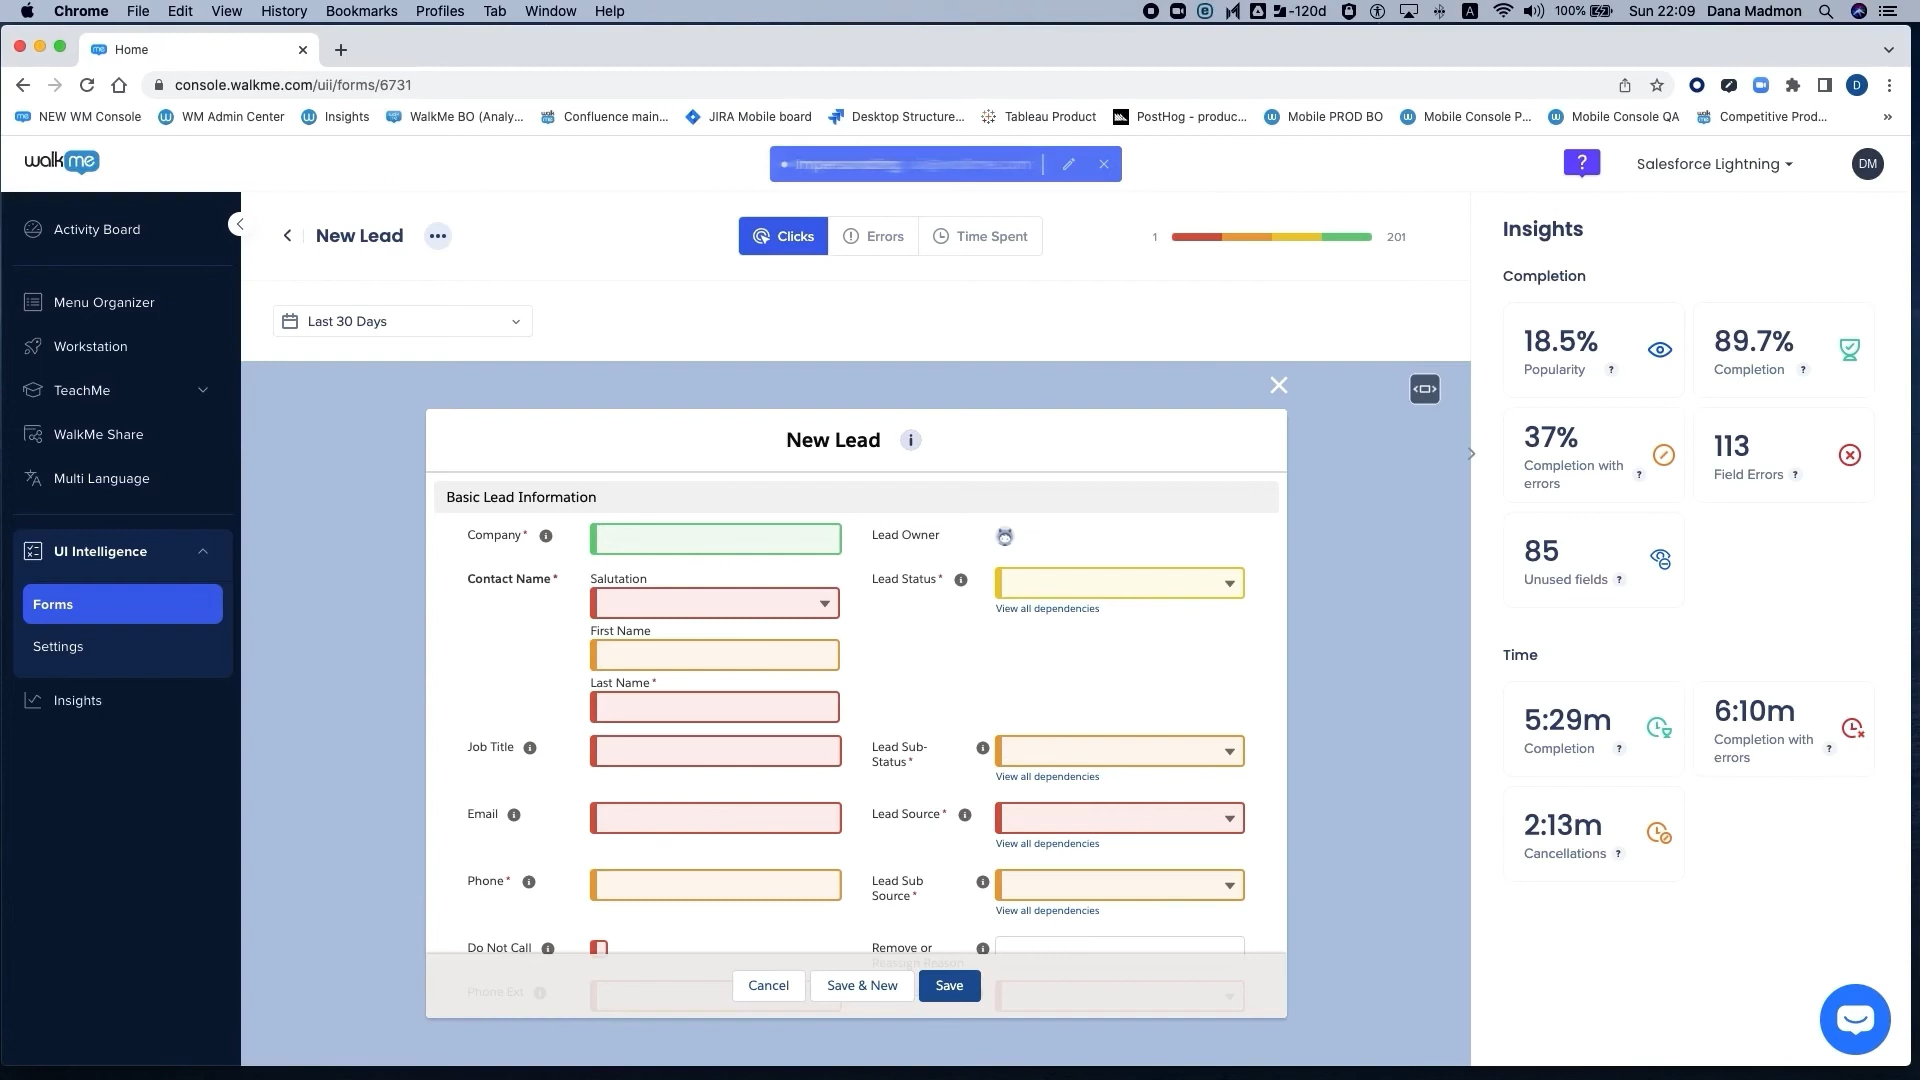 Chrome File Edit View History Bookmarks Profiles Tab Window Help -120d A 100% Sun 22:09 Dana Madmon
Home
console.walkme.com/uii/forms/6731 D
NEW WM Console WM Admin Center Insights WalkMe BO (Analy... Confluence main... JIRA Mobile board Desktop Structure... Tableau Product PostHog - produc... Mobile PROD BO Mobile Console P... Mobile Console QA Competitive Prod... »
walkme ? Salesforce Lightning DM
Activity Board
Menu Organizer
Workstation
TeachMe
WalkMe Share
Multi Language
UI Intelligence
Forms
Settings
Insights
New Lead ••• Clicks Errors Time Spent 1 201
Last 30 Days
New Lead i
Basic Lead Information
Company* i
Lead Owner
Contact Name* Salutation
Lead Status* i
View all dependencies
First Name
Last Name*
Job Title i
Lead Sub-
Status* i
View all dependencies
Email i
Lead Source* i
View all dependencies
Phone* i
Lead Sub
Source* i
View all dependencies
Do Not Call i
Remove or
Reassign Reason i
Phone Ext i
Cancel Save & New Save
Insights
Completion
18.5%
Popularity ?
89.7%
Completion ?
37%
Completion with
errors ?
113
Field Errors ?
85
Unused fields ?
Time
5:29m
Completion ?
6:10m
Completion with
errors ?
2:13m
Cancellations ?